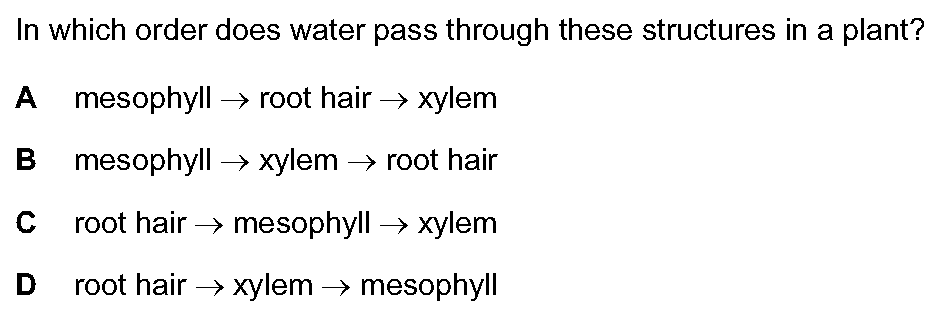 In which order does water pass through these structures in a plant?
A mesophyll → root hair → xylem
B mesophyll → xylem → root hair
C root hair → mesophyll → xylem
D root hair → xylem → mesophyll